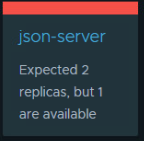 json-server
Expected 2
replicas, but 1
are available